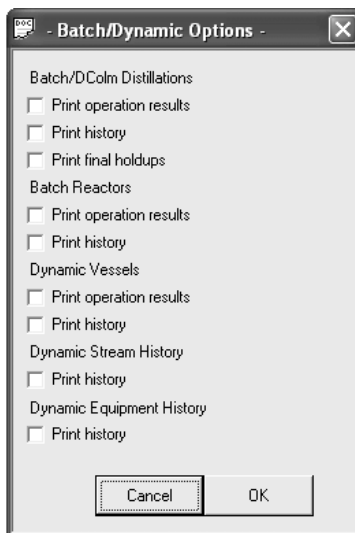 DOC
- Batch/Dynamic Options -
Batch/DColm Distillations
Print operation results
Print history
Print final holdups
Batch Reactors
Print operation results
Print history
Dynamic Vessels
Print operation results
Print history
Dynamic Stream History
Print history
Dynamic Equipment History
Print history
Cancel OK